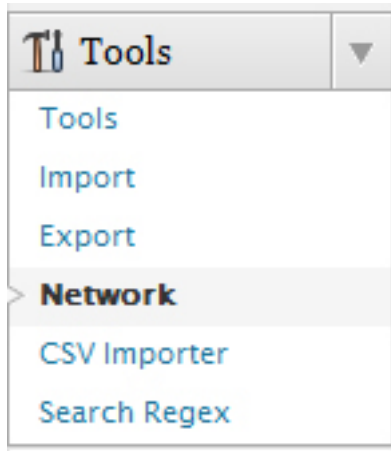 Tools
Tools
Import
Export
Network
CSV Importer
Search Regex